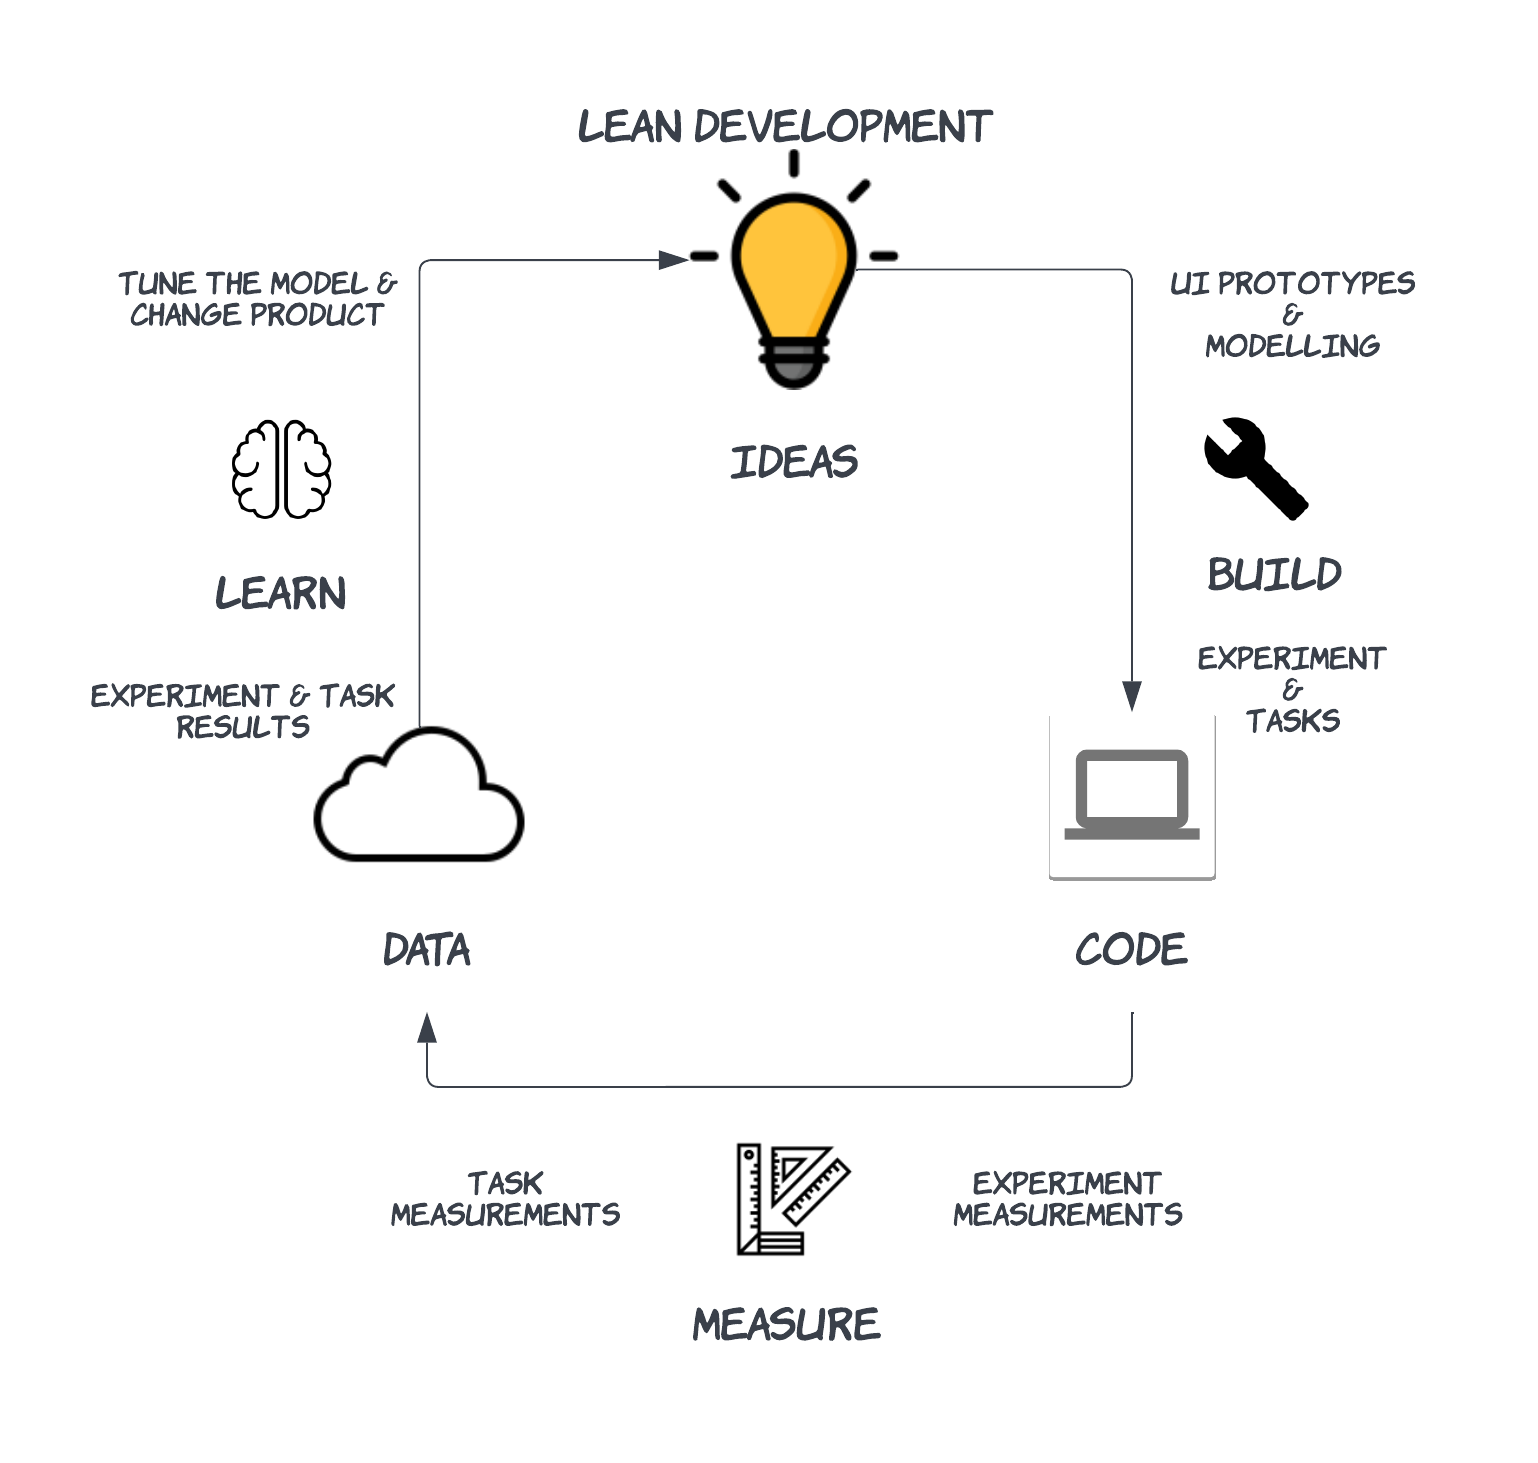 LEAN DEVELOPMENT
TUNE THE MODEL &
CHANGE PRODUCT
UI PROTOTYPES
&
MODELLING
IDEAS
LEARN
BUILD
EXPERIMENT & TASK
RESULTS
EXPERIMENT
&
TASKS
DATA
CODE
TASK
MEASUREMENTS
EXPERIMENT
MEASUREMENTS
MEASURE